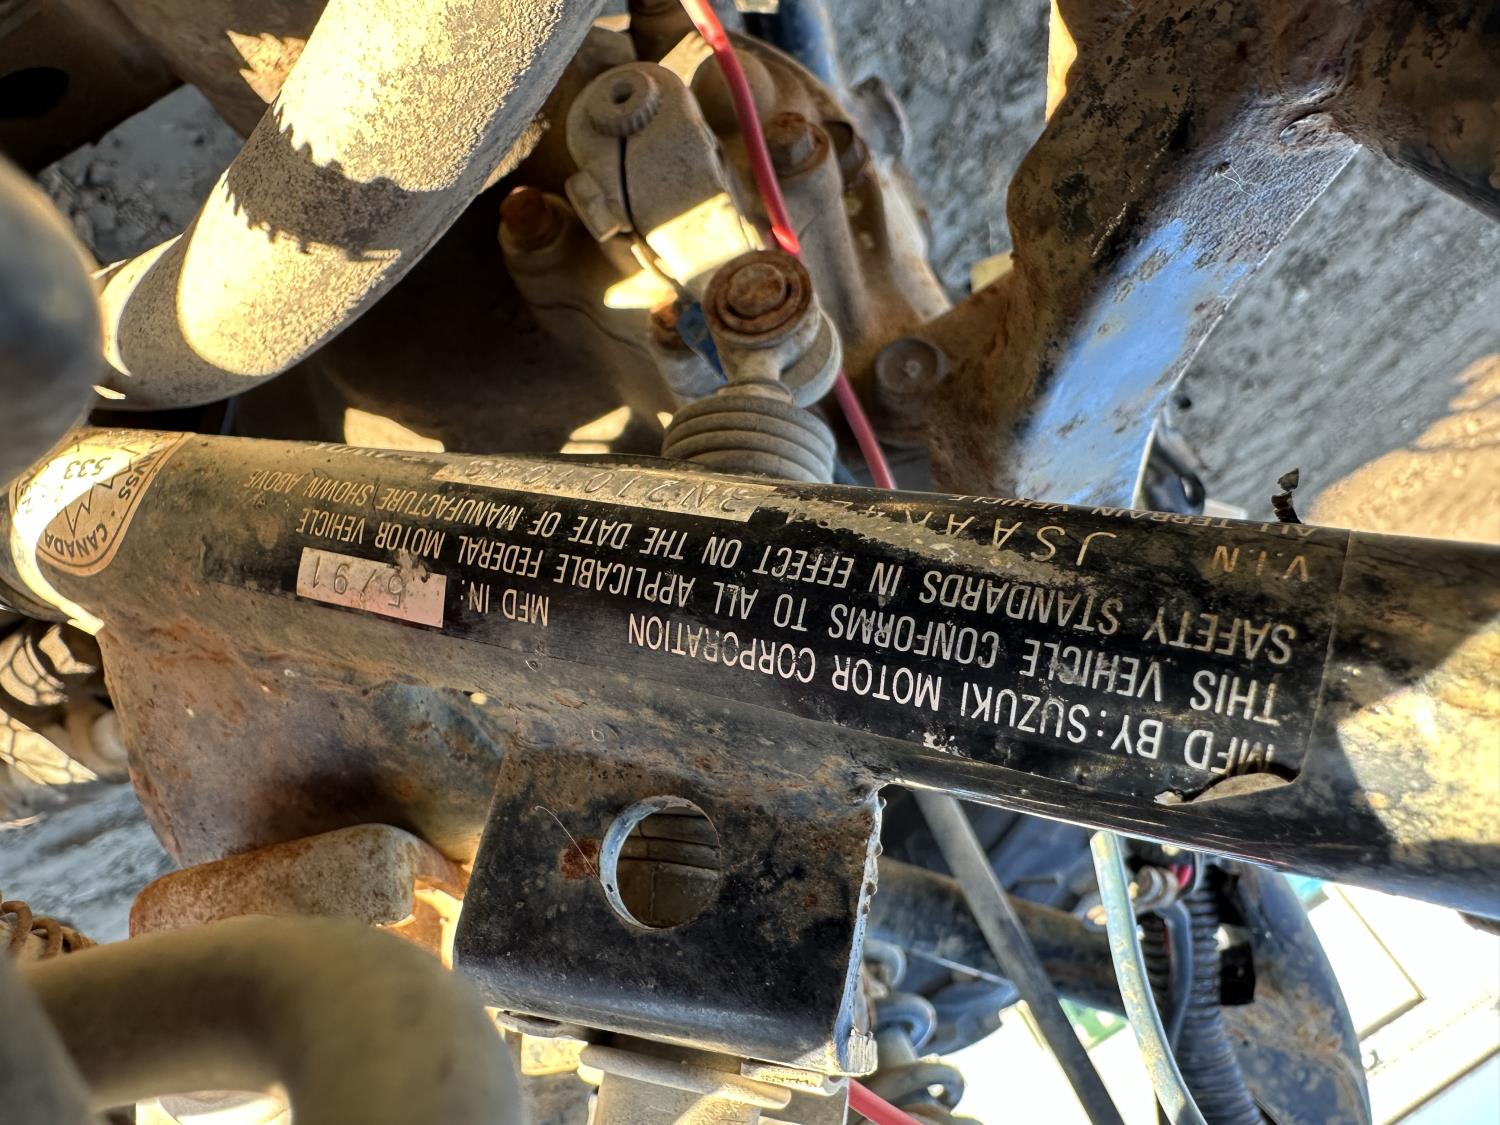 MFD BY: SUZUKI MOTOR CORPORATION
MFD IN: 5/91
THIS VEHICLE CONFORMS TO ALL APPLICABLE FEDERAL MOTOR VEHICLE
SAFETY STANDARDS IN EFFECT ON THE DATE OF MANUFACTURE SHOWN ABOVE
V.I.N
ALL TERRAIN VEHICLE
533
CANADA